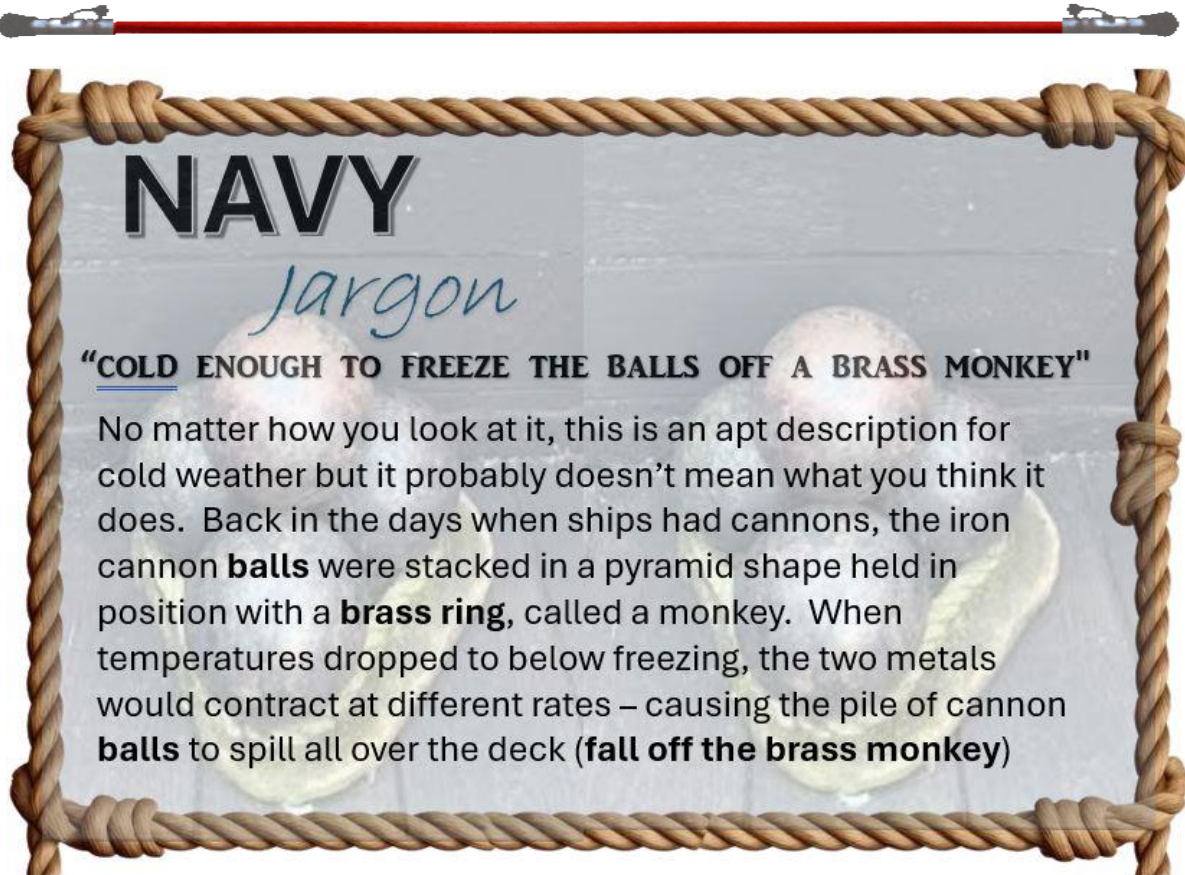 NAVY
Jargon
“COLD ENOUGH TO FREEZE THE BALLS OFF A BRASS MONKEY"
No matter how you look at it, this is an apt description for
cold weather but it probably doesn’t mean what you think it
does.  Back in the days when ships had cannons, the iron
cannon balls were stacked in a pyramid shape held in
position with a brass ring, called a monkey.  When
temperatures dropped to below freezing, the two metals
would contract at different rates – causing the pile of cannon
balls to spill all over the deck (fall off the brass monkey)